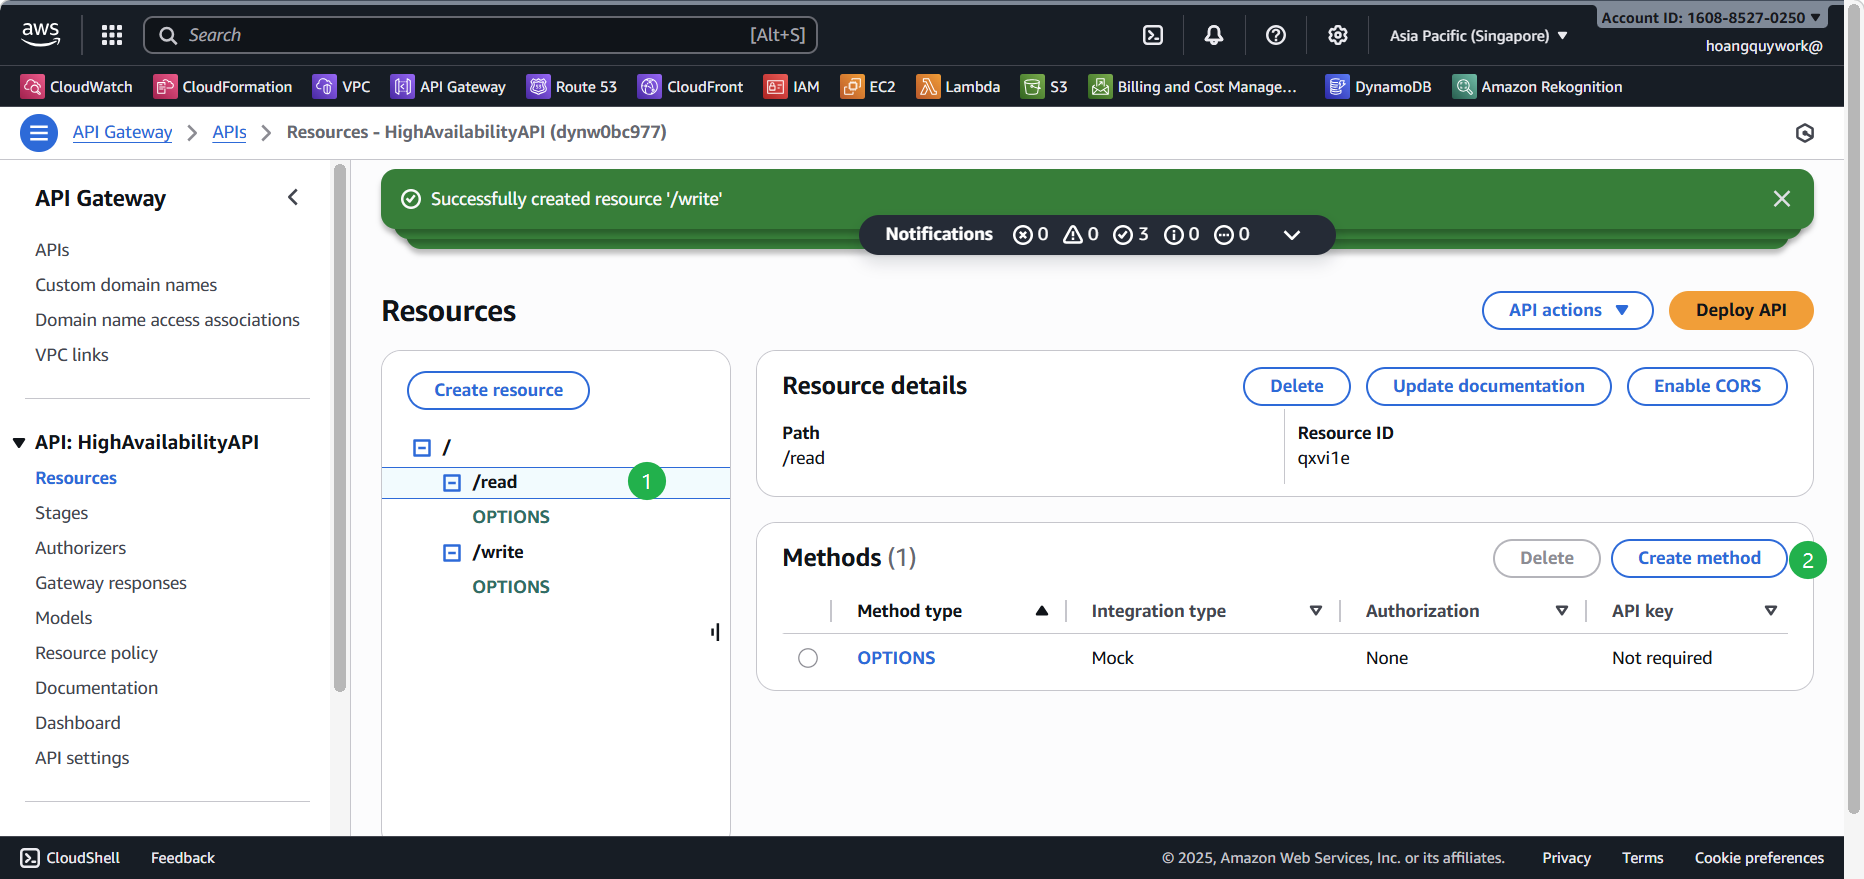 aws
Search
[Alt+S]
Asia Pacific (Singapore)
Account ID: 1608-8527-0250
hoangquywork@
CloudWatch
CloudFormation
VPC
API Gateway
Route 53
CloudFront
IAM
EC2
Lambda
S3
Billing and Cost Manage...
DynamoDB
Amazon Rekognition
API Gateway
APIs
Resources - HighAvailabilityAPI (dynw0bc977)
API Gateway
APIs
Custom domain names
Domain name access associations
VPC links
API: HighAvailabilityAPI
Resources
Stages
Authorizers
Gateway responses
Models
Resource policy
Documentation
Dashboard
API settings
Successfully created resource '/write'
Notifications 0 0 3 0 0
Resources
API actions
Deploy API
Create resource
/
/read
1
OPTIONS
/write
OPTIONS
Resource details
Delete
Update documentation
Enable CORS
Path
/read
Resource ID
qxvi1e
Methods (1)
Delete
Create method
2
Method type
Integration type
Authorization
API key
OPTIONS
Mock
None
Not required
CloudShell
Feedback
© 2025, Amazon Web Services, Inc. or its affiliates.
Privacy
Terms
Cookie preferences